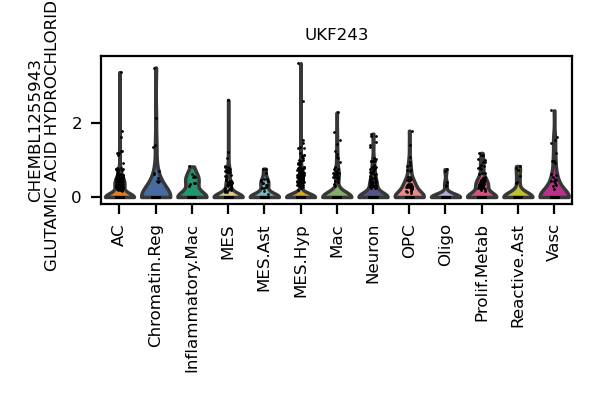 UKF243
CHEMBL1255943
GLUTAMIC ACID HYDROCHLORID
2
0
AC
Chromatin.Reg
Inflammatory.Mac
MES
MES.Ast
MES.Hyp
Mac
Neuron
OPC
Oligo
Prolif.Metab
Reactive.Ast
Vasc